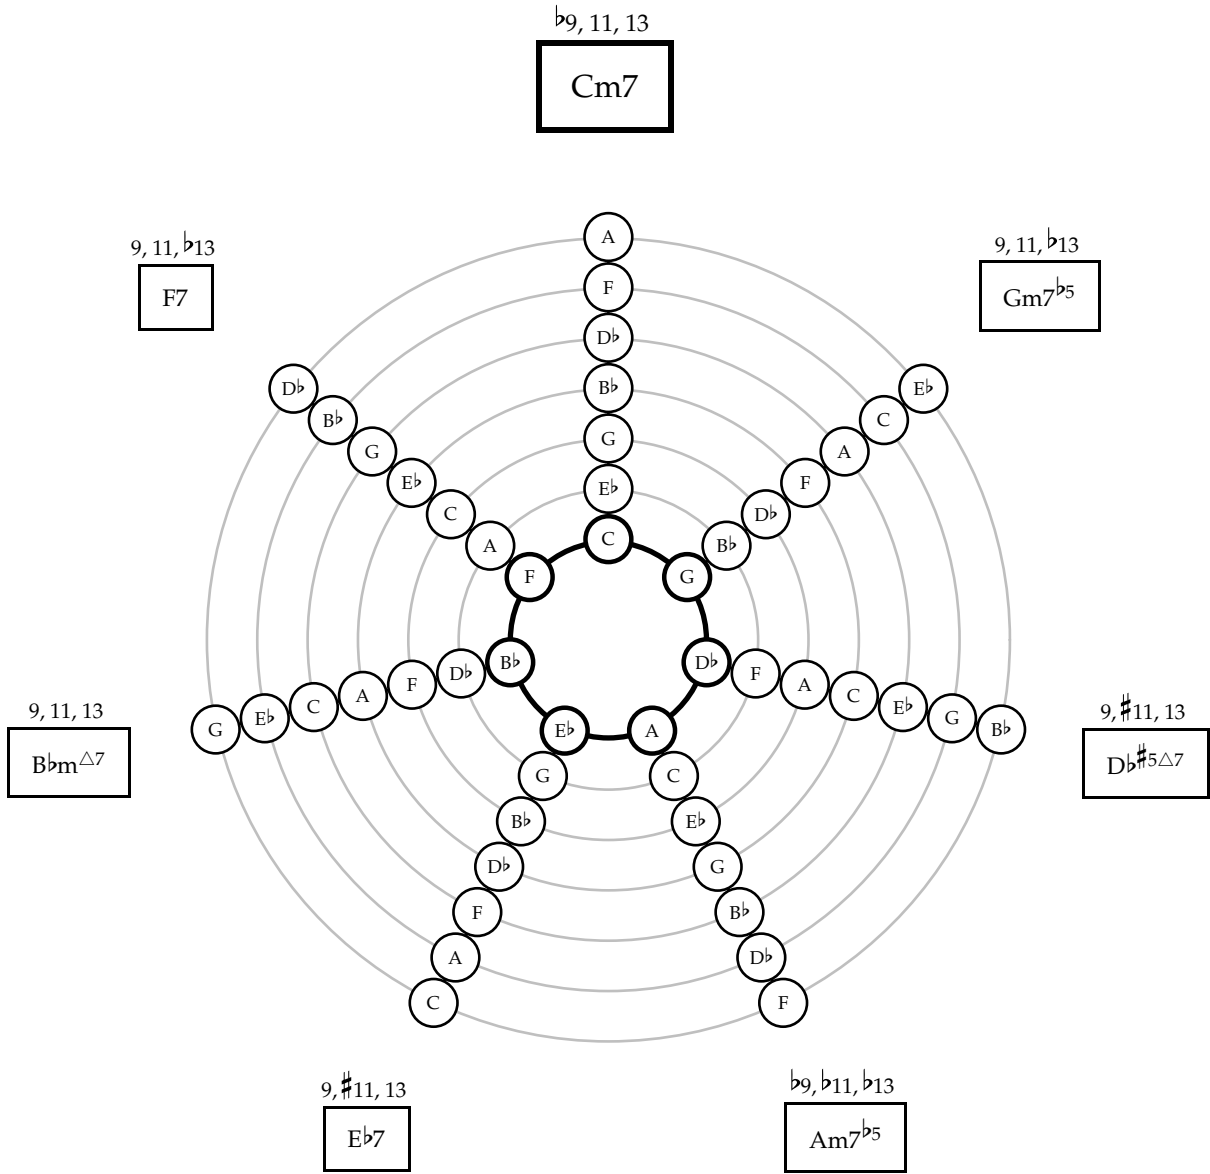 ♭9, 11, 13
Cm7
9, 11, ♭13
F7
9, 11, ♭13
Gm7♭5
A
F
D♭
B♭
G
E♭
C
D♭
B♭
G
E♭
C
A
F
E♭
C
A
F
D♭
B♭
G
G
E♭
C
A
F
D♭
B♭
D♭
F
A
C
E♭
G
B♭
9, 11, 13
B♭m△7
9, ♯11, 13
D♭♯5△7
E♭
G
B♭
D♭
F
A
C
A
C
E♭
G
B♭
D♭
F
9, ♯11, 13
E♭7
♭9, ♭11, ♭13
Am7♭5